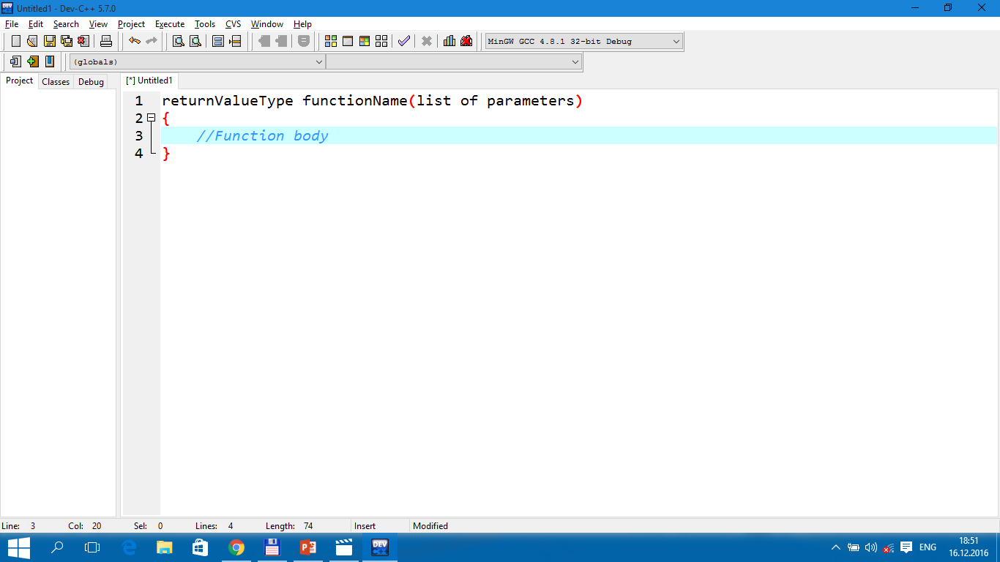 Untitled1 - Dev-C++ 5.7.0
File Edit Search View Project Execute Tools CVS Window Help
MinGW GCC 4.8.1 32-bit Debug
(globals)
Project Classes Debug [*] Untitled1
1 returnValueType functionName(list of parameters)
2 {
3 //Function body
4 }
Line: 3 Col: 20 Sel: 0 Lines: 4 Length: 74 Insert Modified
DEV C++ ENG 18:51
16.12.2016